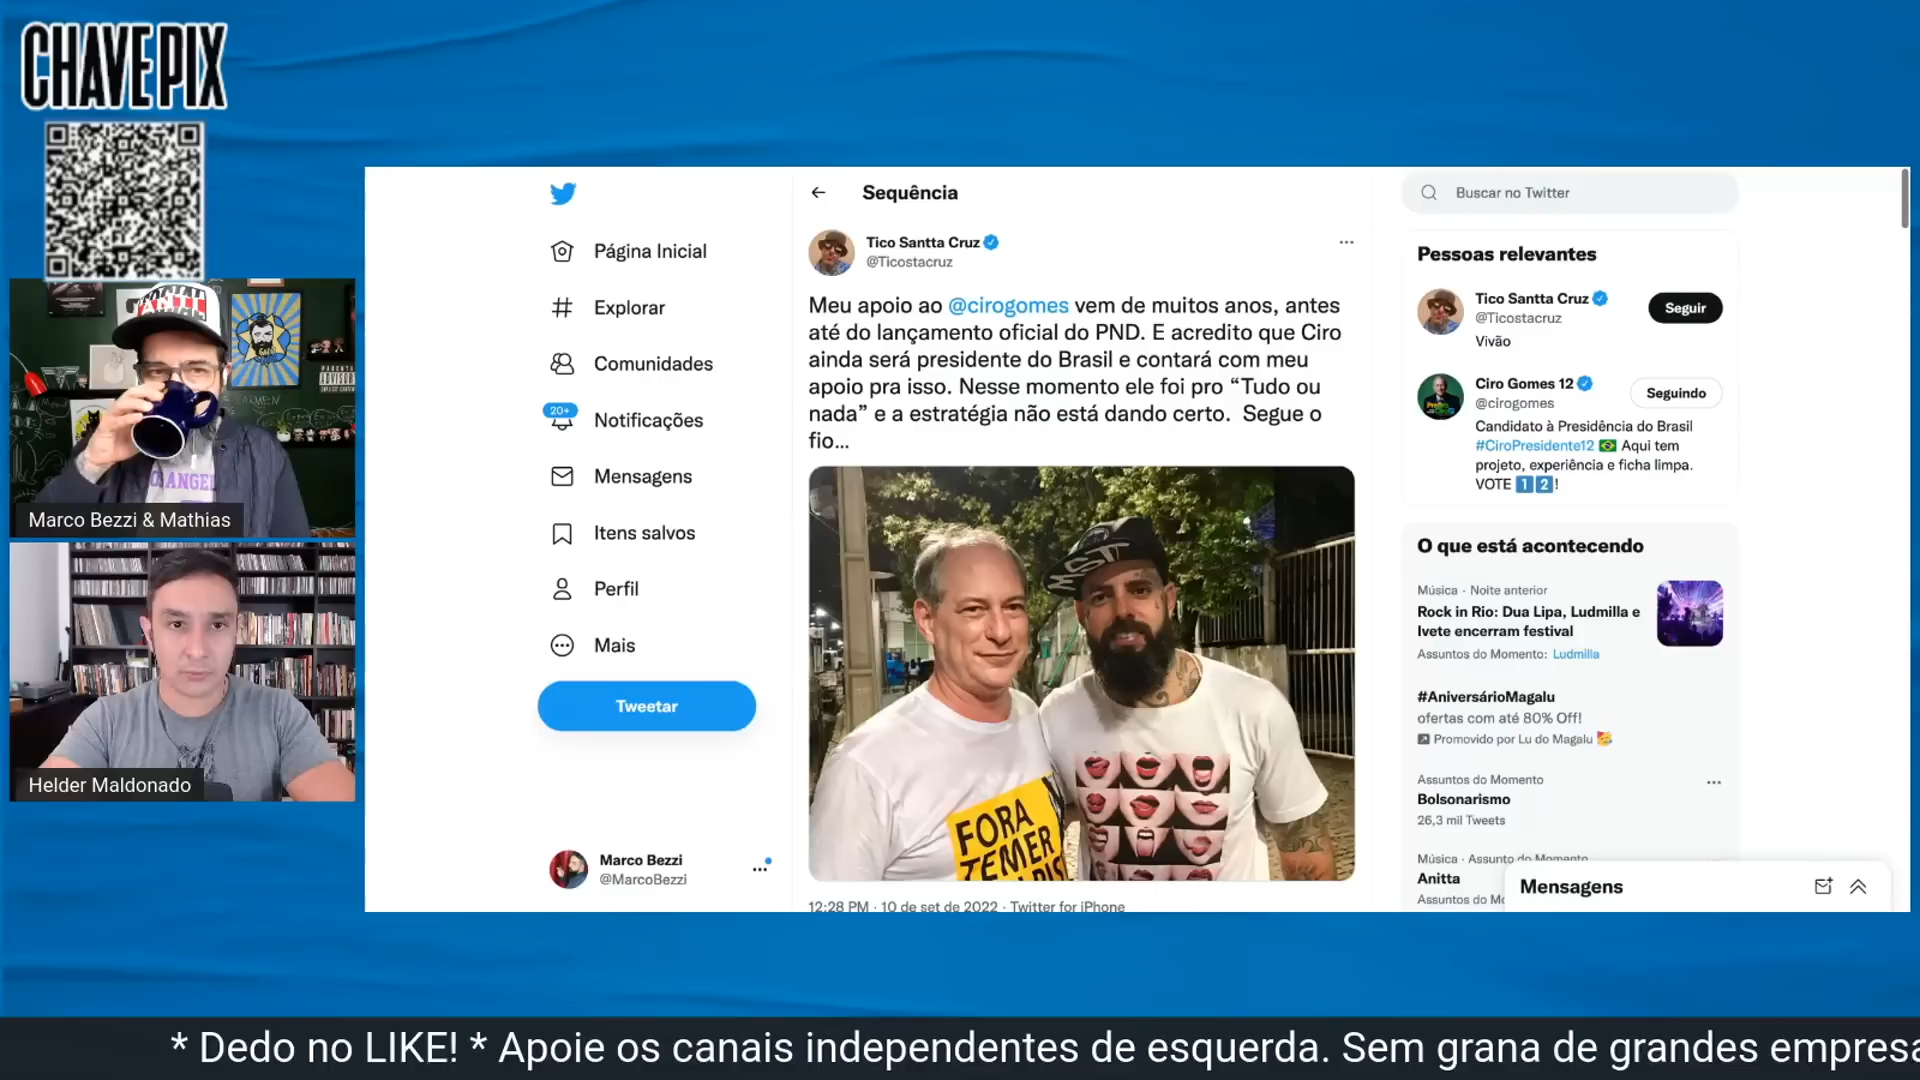 CHAVE PIX
Marco Bezzi & Mathias
Helder Maldonado
Página Inicial
Explorar
Comunidades
20+
Notificações
Mensagens
Itens salvos
Perfil
Mais
Tweetar
Marco Bezzi
@MarcoBezzi
Sequência
Tico Santta Cruz
@Ticostacruz
Meu apoio ao @cirogomes vem de muitos anos, antes
até do lançamento oficial do PND. E acredito que Ciro
ainda será presidente do Brasil e contará com meu
apoio pra isso. Nesse momento ele foi pro “Tudo ou
nada” e a estratégia não está dando certo. Segue o
fio...
MST
FORA
TEMER
12:28 PM · 10 de set de 2022 · Twitter for iPhone
Buscar no Twitter
Pessoas relevantes
Tico Santta Cruz
@Ticostacruz
Seguir
Vivão
Ciro Gomes 12
@cirogomes
Seguindo
Candidato à Presidência do Brasil
#CiroPresidente12 🇧🇷 Aqui tem
projeto, experiência e ficha limpa.
VOTE 1️⃣2️⃣!
O que está acontecendo
Música · Noite anterior
Rock in Rio: Dua Lipa, Ludmilla e
Ivete encerram festival
Assuntos do Momento: Ludmilla
#AniversárioMagalu
ofertas com até 80% Off!
Promovido por Lu do Magalu 🥳
Assuntos do Momento
Bolsonarismo
26,3 mil Tweets
Música · Assunto do Momento
Anitta
Assuntos do Mo
Mensagens
* Dedo no LIKE! * Apoie os canais independentes de esquerda. Sem grana de grandes empresa